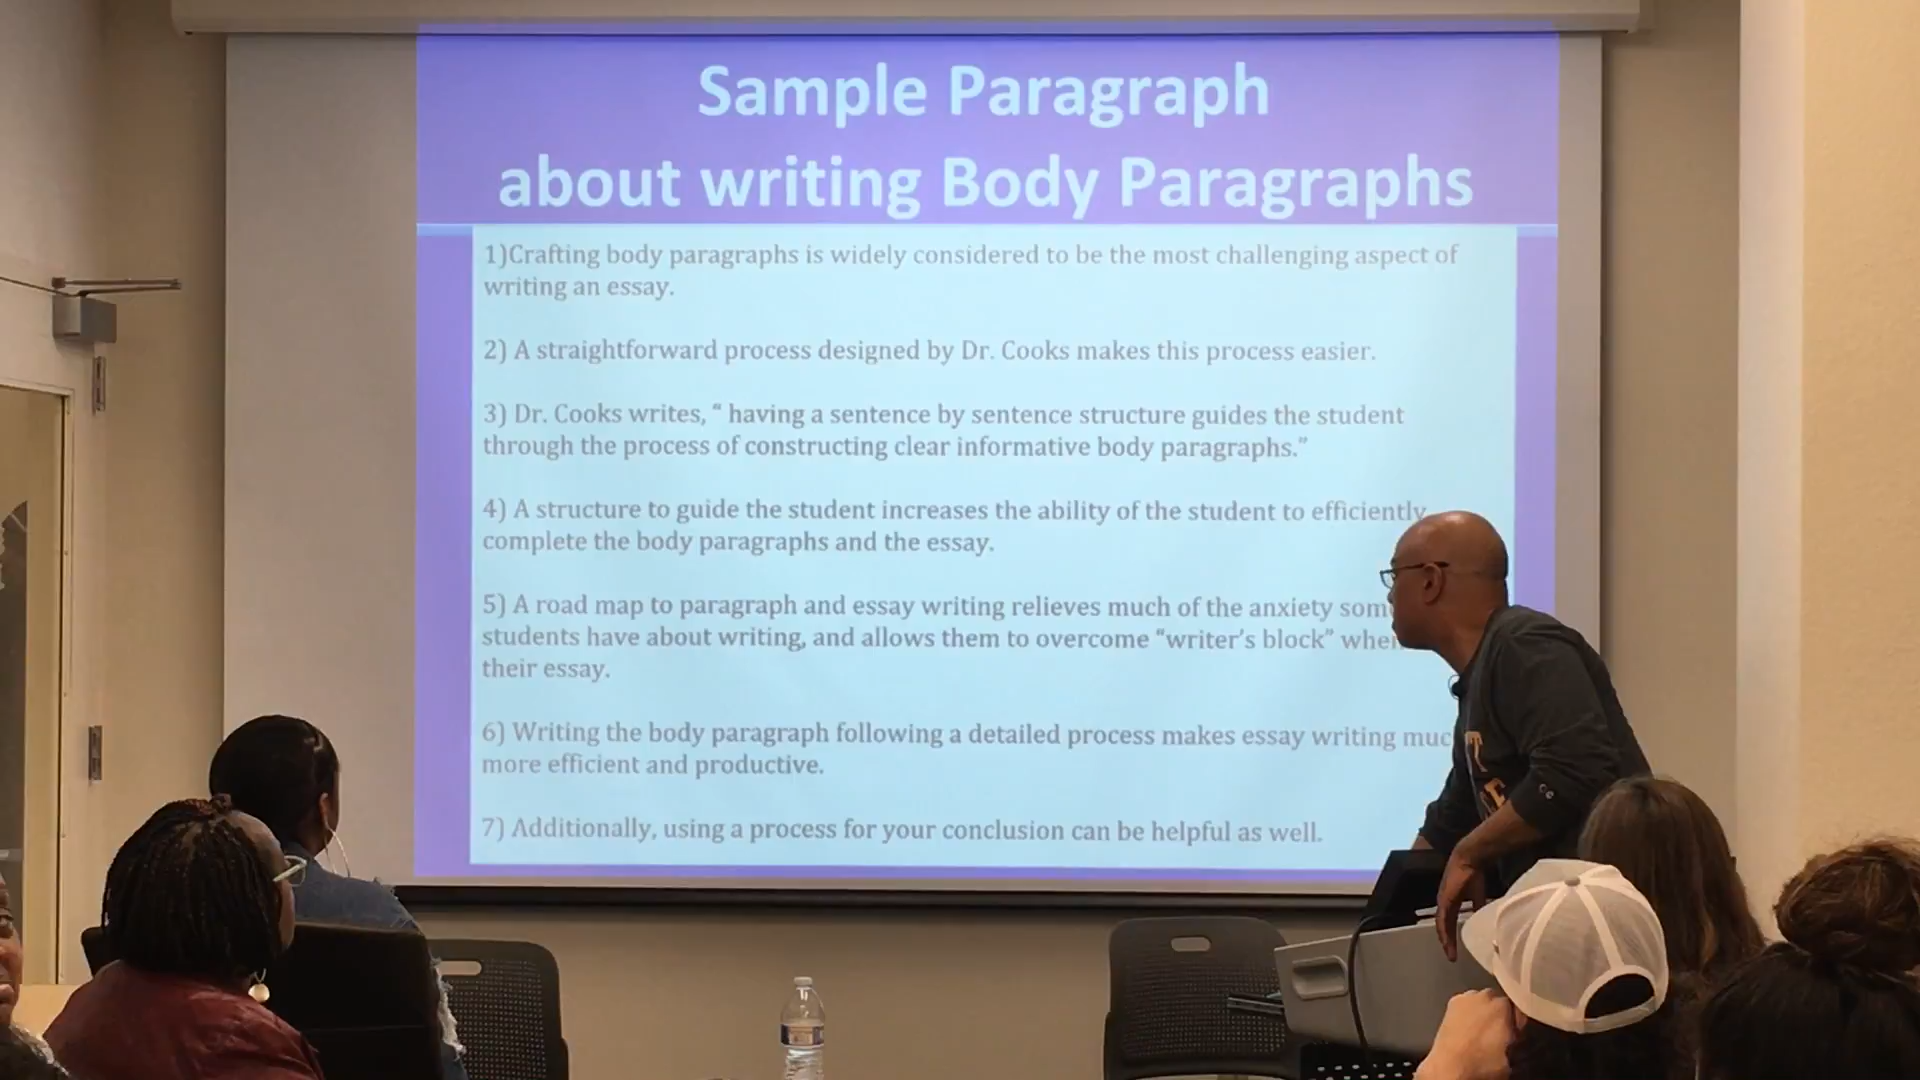 Sample Paragraph
about writing Body Paragraphs
1)Crafting body paragraphs is widely considered to be the most challenging aspect of
writing an essay.
2) A straightforward process designed by Dr. Cooks makes this process easier.
3) Dr. Cooks writes, “ having a sentence by sentence structure guides the student
through the process of constructing clear informative body paragraphs.”
4) A structure to guide the student increases the ability of the student to efficiently
complete the body paragraphs and the essay.
5) A road map to paragraph and essay writing relieves much of the anxiety
students have about writing, and allows them to overcome “writer’s block”
their essay.
6) Writing the body paragraph following a detailed process makes essay writing
more efficient and productive.
7) Additionally, using a process for your conclusion can be helpful as well.